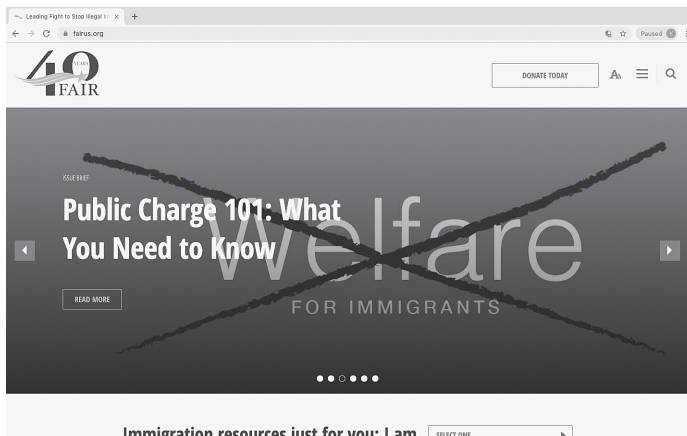 Leading Fight to Stop Illegal Im
fairus.org
Paused
40
YEARS
FAIR
DONATE TODAY
AA
ISSUE BRIEF
Public Charge 101: What
You Need to Know
Welfare
FOR IMMIGRANTS
READ MORE
Immigration resources just for you: I am
SELECT ONE